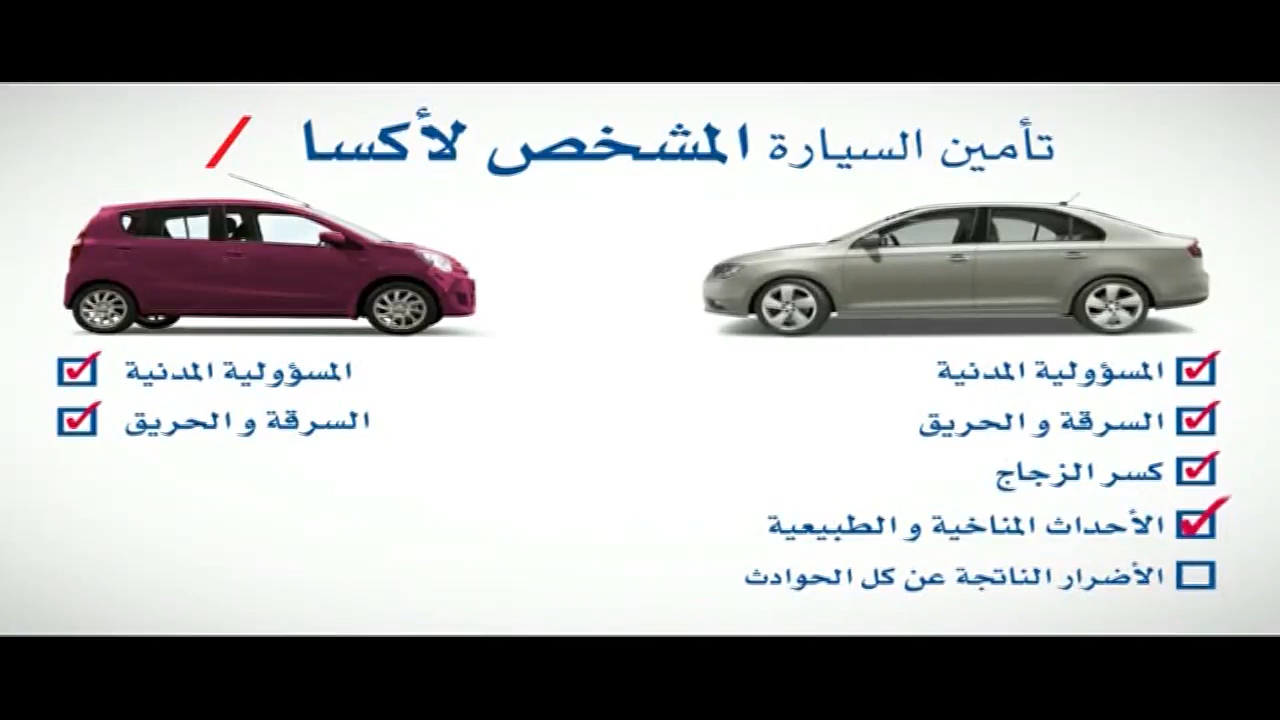 تأمين السيارة المشخص لأكسا /
المسؤولية المدنية
السرقة و الحريق
كسر الزجاج
الأحداث المناخية و الطبيعية
الأضرار الناتجة عن كل الحوادث
المسؤولية المدنية
السرقة و الحريق